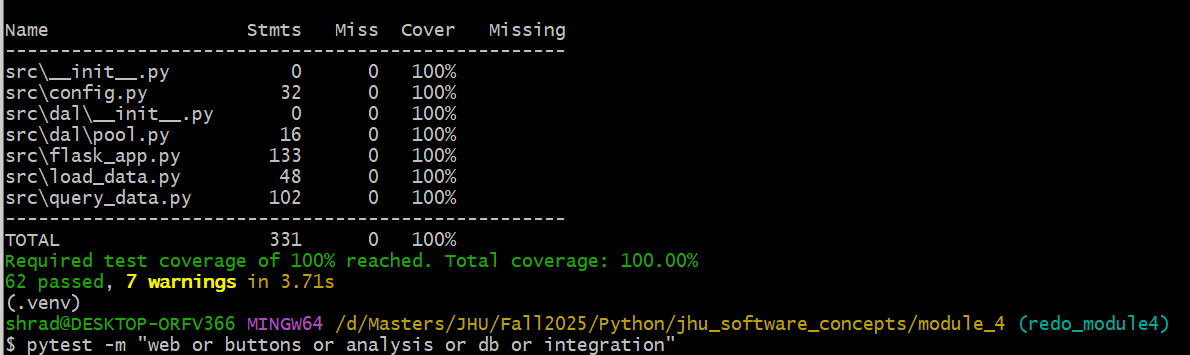 Name                  Stmts   Miss  Cover   Missing
----------------------------------------------------
src\__init__.py           0      0   100%
src\config.py            32      0   100%
src\dal\__init__.py       0      0   100%
src\dal\pool.py          16      0   100%
src\flask_app.py        133      0   100%
src\load_data.py         48      0   100%
src\query_data.py       102      0   100%
----------------------------------------------------
TOTAL                   331      0   100%
Required test coverage of 100% reached. Total coverage: 100.00%
62 passed, 7 warnings in 3.71s
(.venv)
shrad@DESKTOP-ORFV366 MINGW64 /d/Masters/JHU/Fall2025/Python/jhu_software_concepts/module_4 (redo_module4)
$ pytest -m "web or buttons or analysis or db or integration"